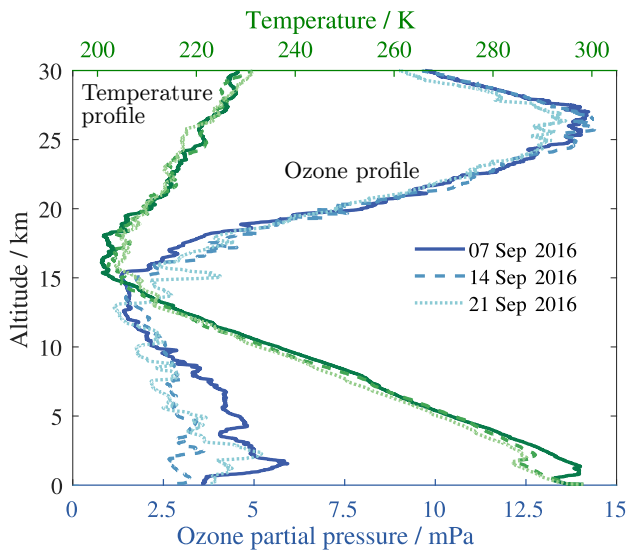 Temperature / K
200 220 240 260 280 300
30
25
20
15
10
5
0
Altitude / km
Temperature
profile
Ozone profile
07 Sep 2016
14 Sep 2016
21 Sep 2016
0 2.5 5 7.5 10 12.5 15
Ozone partial pressure / mPa